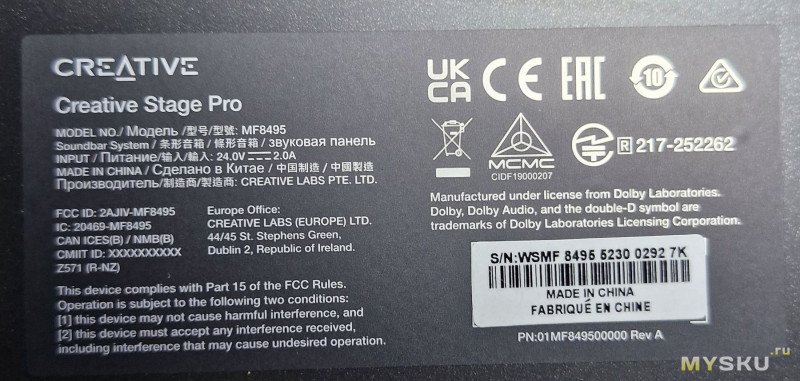 CREATIVE
Creative Stage Pro
MODEL NO./ Модель /型号/型號: MF8495
Soundbar System / 条形音箱 / 條形音箱 / звуковая панель
INPUT / Питание/输入/輸入: 24.0V ⎓ 2.0A
MADE IN CHINA / Сделано в Китае / 中国制造 / 中國製造
Производитель/制造商/製造商: CREATIVE LABS PTE. LTD.
FCC ID: 2AJIV-MF8495
IC: 20469-MF8495
CAN ICES(B) / NMB(B)
CMIIT ID: XXXXXXXXXX
Z571 (R-NZ)
Europe Office:
CREATIVE LABS (EUROPE) LTD.
44/45 St. Stephens Green,
Dublin 2, Republic of Ireland.
This device complies with Part 15 of the FCC Rules.
Operation is subject to the following two conditions:
[1] this device may not cause harmful interference, and
[2] this device must accept any interference received,
including interference that may cause undesired operation.
UK
CA CE EAC 10
MCMC
CIDF19000207
R 217-252262
Manufactured under license from Dolby Laboratories.
Dolby, Dolby Audio, and the double-D symbol are
trademarks of Dolby Laboratories Licensing Corporation.
S/N:WSMF 8495 5230 0292 7K
MADE IN CHINA
FABRIQUÉ EN CHINE
PN:01MF849500000 Rev A
MYSKU.ru